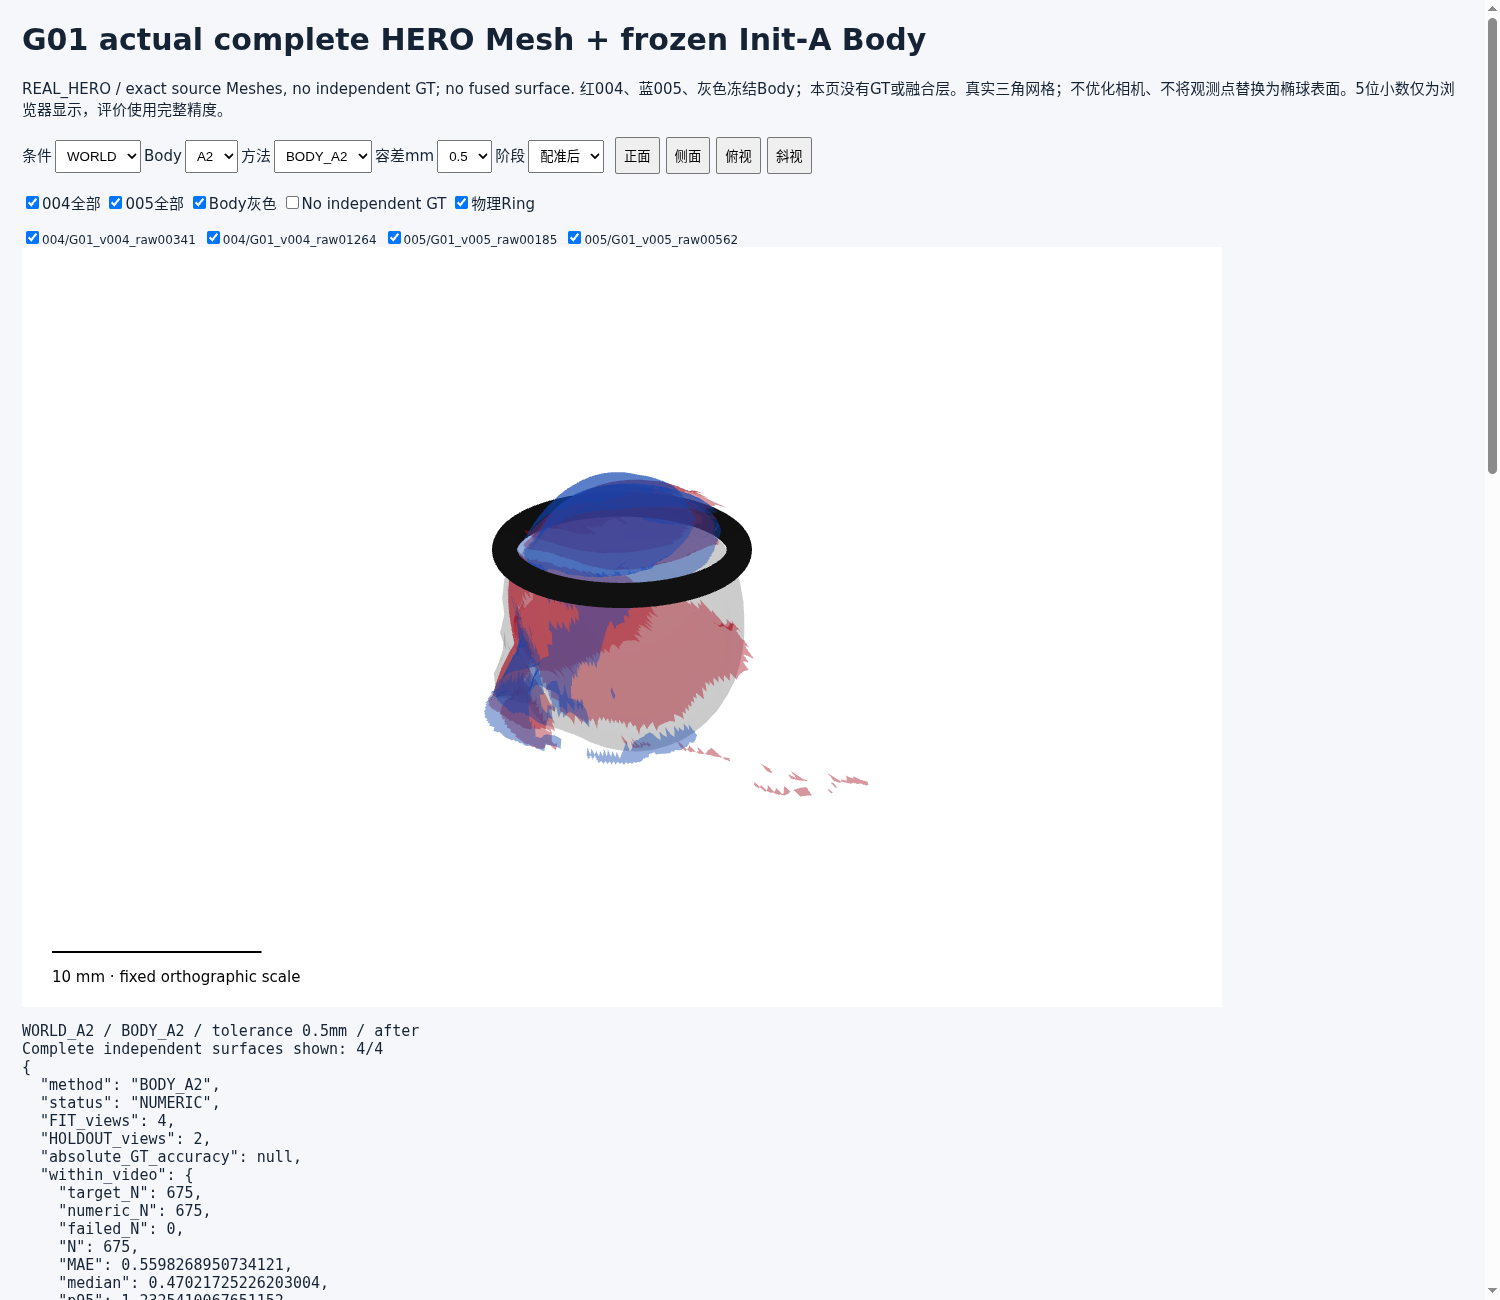 G01 actual complete HERO Mesh + frozen Init-A Body
REAL_HERO / exact source Meshes, no independent GT; no fused surface. 红004、蓝005、灰色冻结Body；本页没有GT或融合层。真实三角网格；不优化相机、不将观测点替换为椭球表面。5位小数仅为浏
览器显示，评价使用完整精度。
条件 WORLD Body A2 方法 BODY_A2 容差mm 0.5 阶段 配准后 正面 侧面 俯视 斜视
004全部 005全部 Body灰色 No independent GT 物理Ring
004/G01_v004_raw00341 004/G01_v004_raw01264 005/G01_v005_raw00185 005/G01_v005_raw00562
10 mm · fixed orthographic scale
WORLD_A2 / BODY_A2 / tolerance 0.5mm / after
Complete independent surfaces shown: 4/4
{
"method": "BODY_A2",
"status": "NUMERIC",
"FIT_views": 4,
"HOLDOUT_views": 2,
"absolute_GT_accuracy": null,
"within_video": {
"target_N": 675,
"numeric_N": 675,
"failed_N": 0,
"N": 675,
"MAE": 0.5598268950734121,
"median": 0.47021725226203004,
"p95": 1.2325410067651152